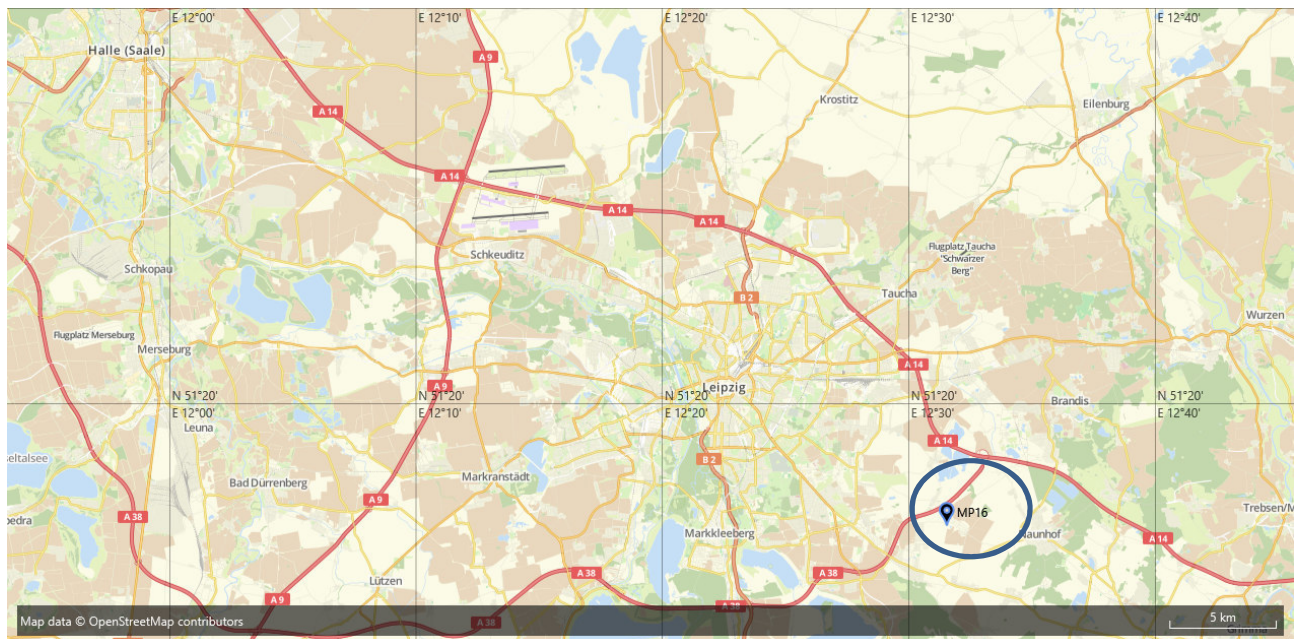 E 12°00'
E 12°10'
E 12°20'
E 12°30'
E 12°40'
Halle (Saale)
A 9
A 14
Krostitz
Eilenburg
A 14
A 14
A 14
Schkeuditz
Flugplatz Taucha
"Schwarzer
Berg"
Schkopau
B 2
Taucha
Wurzen
Flugplatz Merseburg
Merseburg
A 14
A 9
Leipzig
N 51°20'
N 51°20'
N 51°20'
N 51°20'
N 51°20'
Brandis
E 12°00'
E 12°10'
E 12°20'
E 12°30'
E 12°40'
Leuna
A 14
seltalsee
B 2
Markranstädt
Bad Dürrenberg
A 9
Trebsen/M
MP16
pedra
A 38
Markkleeberg
Naunhof
A 14
Lützen
A 38
A 38
A 9
A 38
Map data © OpenStreetMap contributors
A 38
5 km
Grimma